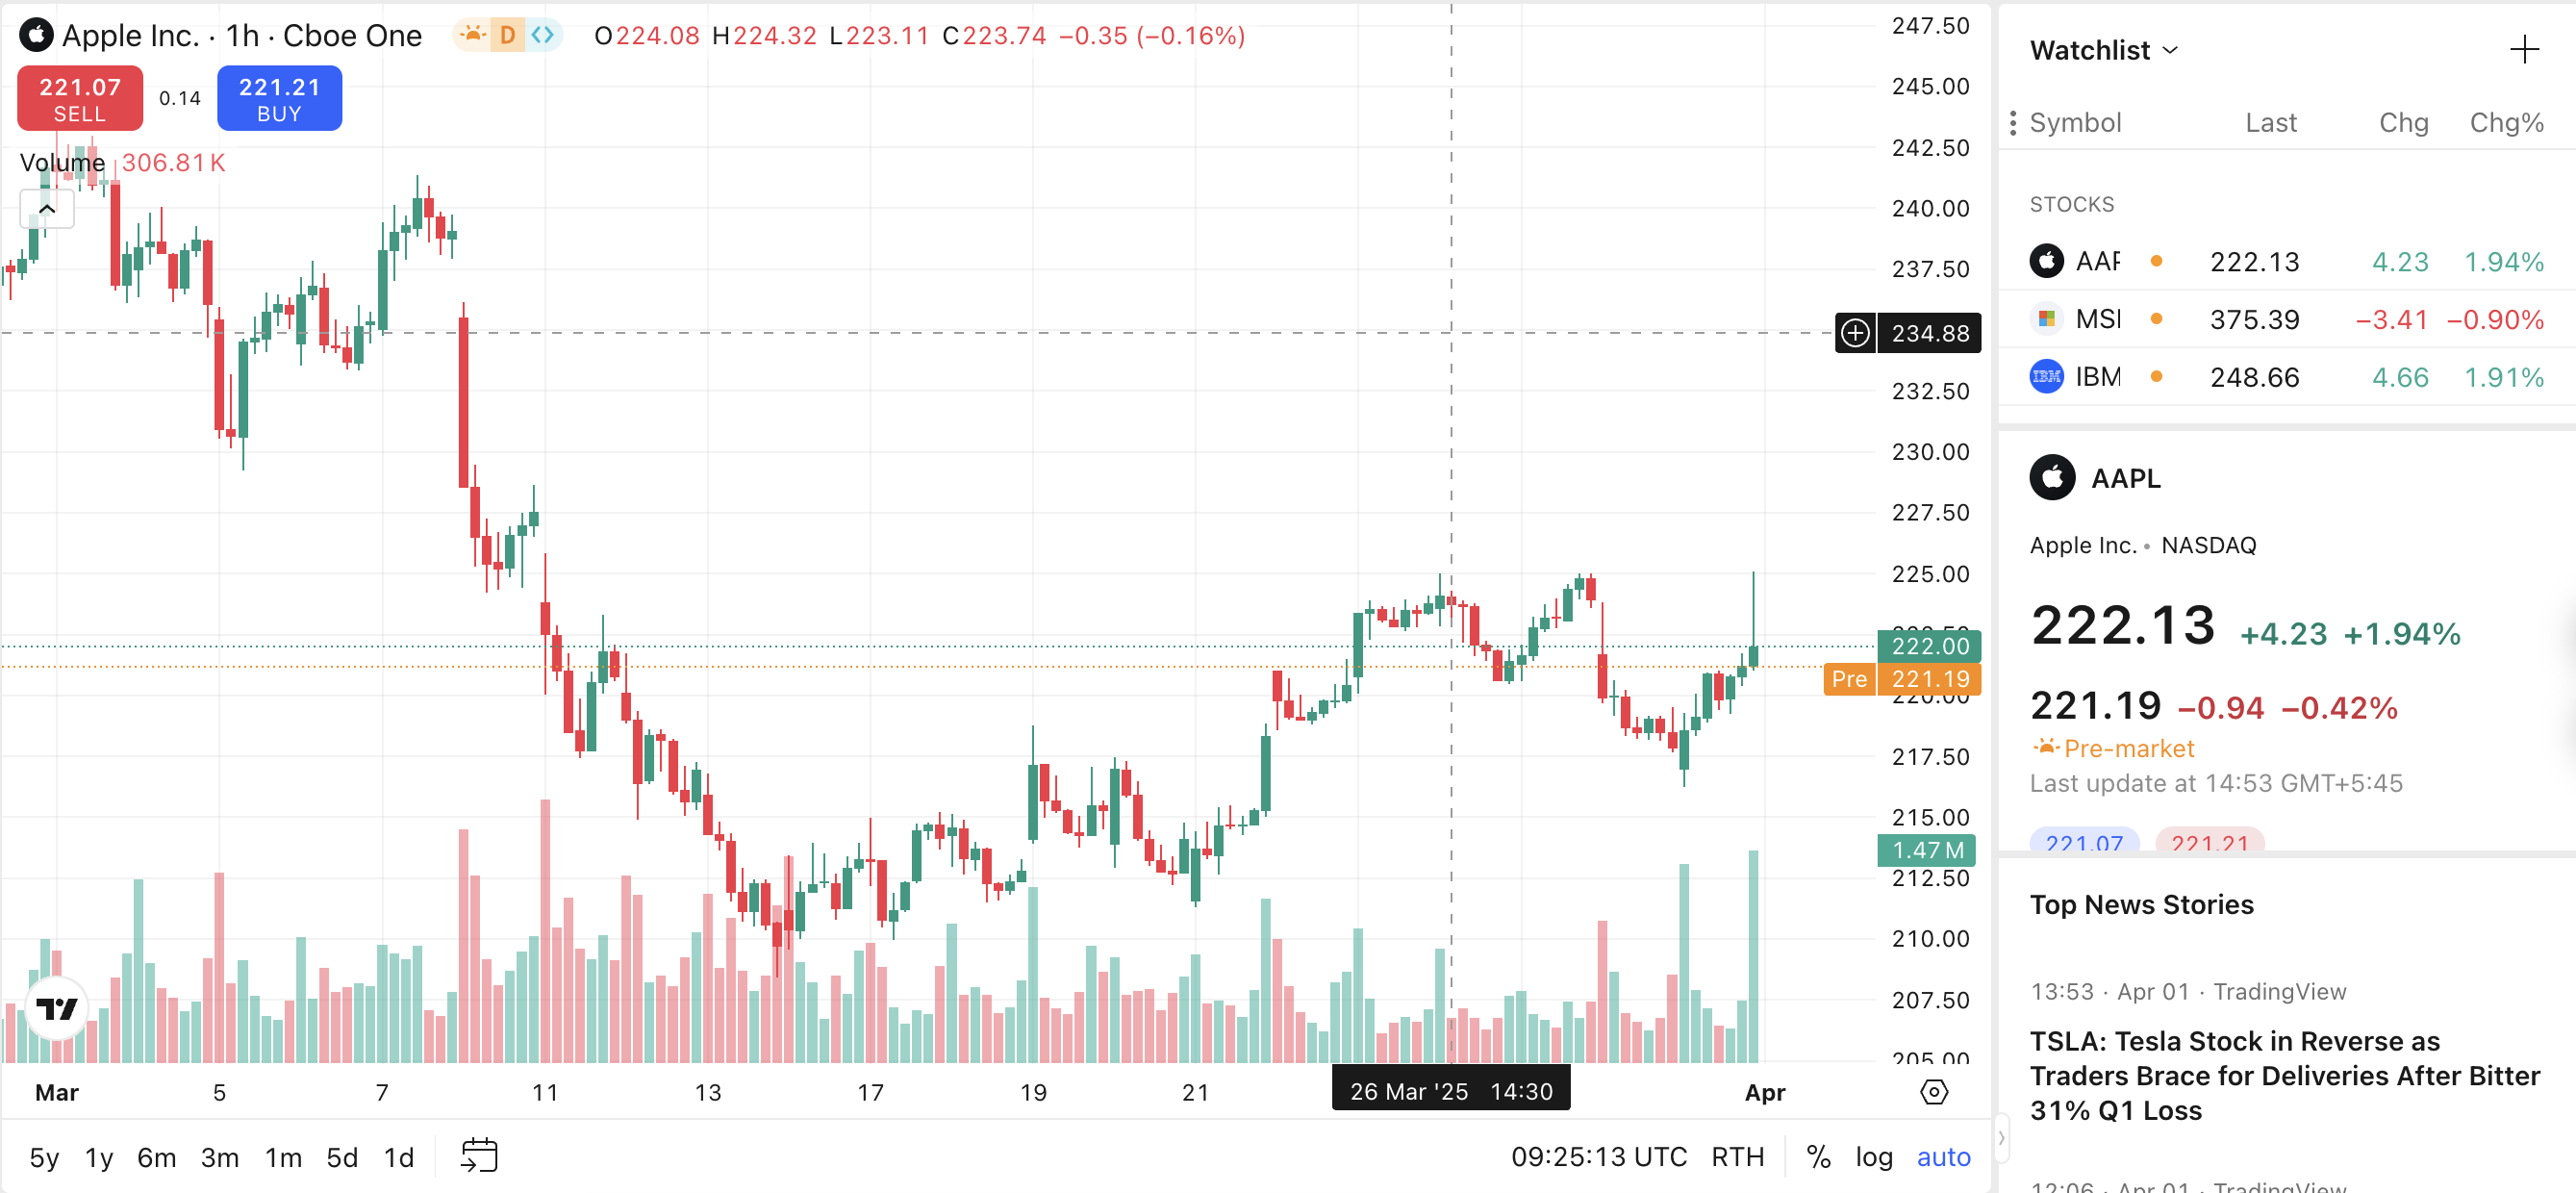 Apple Inc. · 1h · Cboe One D O224.08 H224.32 L223.11 C223.74 −0.35 (−0.16%)
221.07 SELL
0.14
221.21 BUY
Volume 306.81 K
247.50
245.00
242.50
240.00
237.50
234.88
232.50
230.00
227.50
225.00
222.00
Pre 221.19
220.00
217.50
215.00
1.47 M
212.50
210.00
207.50
205.00
Mar 5 7 11 13 17 19 21 26 Mar '25 14:30 Apr
5y 1y 6m 3m 1m 5d 1d 09:25:13 UTC RTH % log auto
Watchlist
Symbol Last Chg Chg%
STOCKS
AAP 222.13 4.23 1.94%
MSF 375.39 −3.41 −0.90%
IBM IBM 248.66 4.66 1.91%
AAPL
Apple Inc. • NASDAQ
222.13 +4.23 +1.94%
221.19 −0.94 −0.42%
Pre-market
Last update at 14:53 GMT+5:45
221.07 221.21
Top News Stories
13:53 · Apr 01 · TradingView
TSLA: Tesla Stock in Reverse as
Traders Brace for Deliveries After Bitter
31% Q1 Loss
12:06 · Apr 01 · TradingView